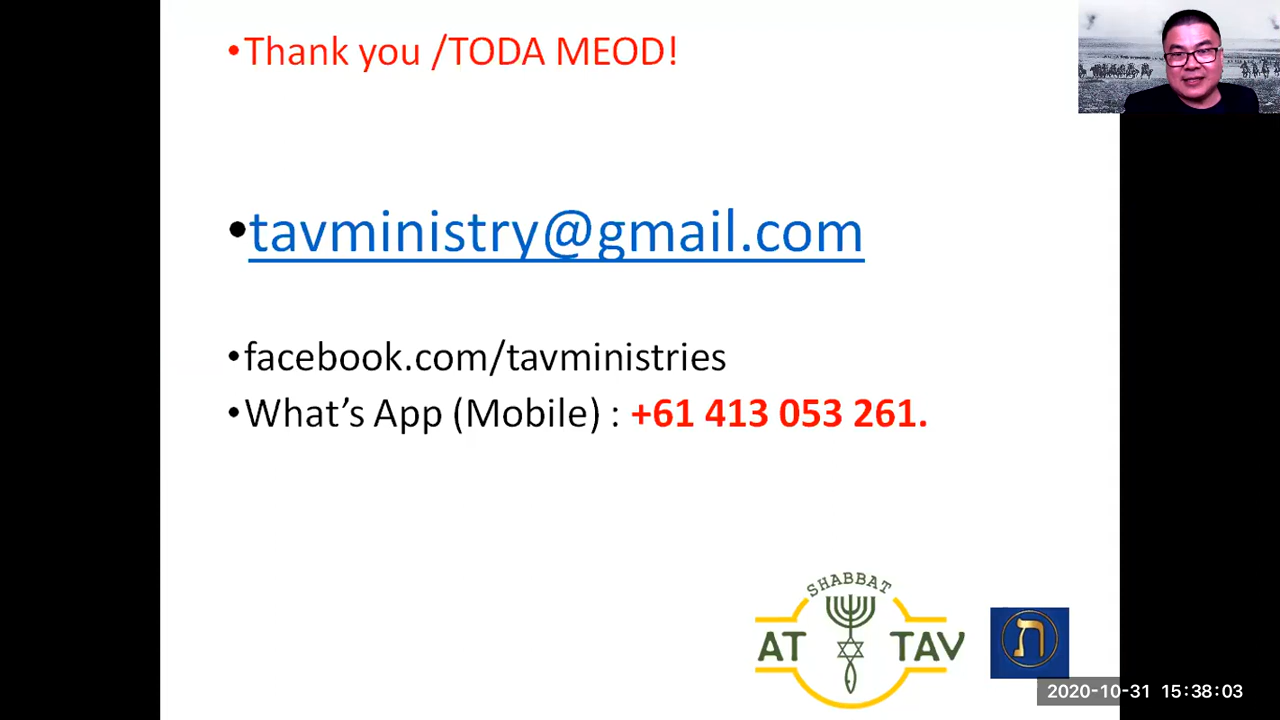 •Thank you /TODA MEOD!
•tavministry@gmail.com
•facebook.com/tavministries
•What’s App (Mobile) : +61 413 053 261.
SHABBAT
AT TAV
ת
2020-10-31 15:38:03